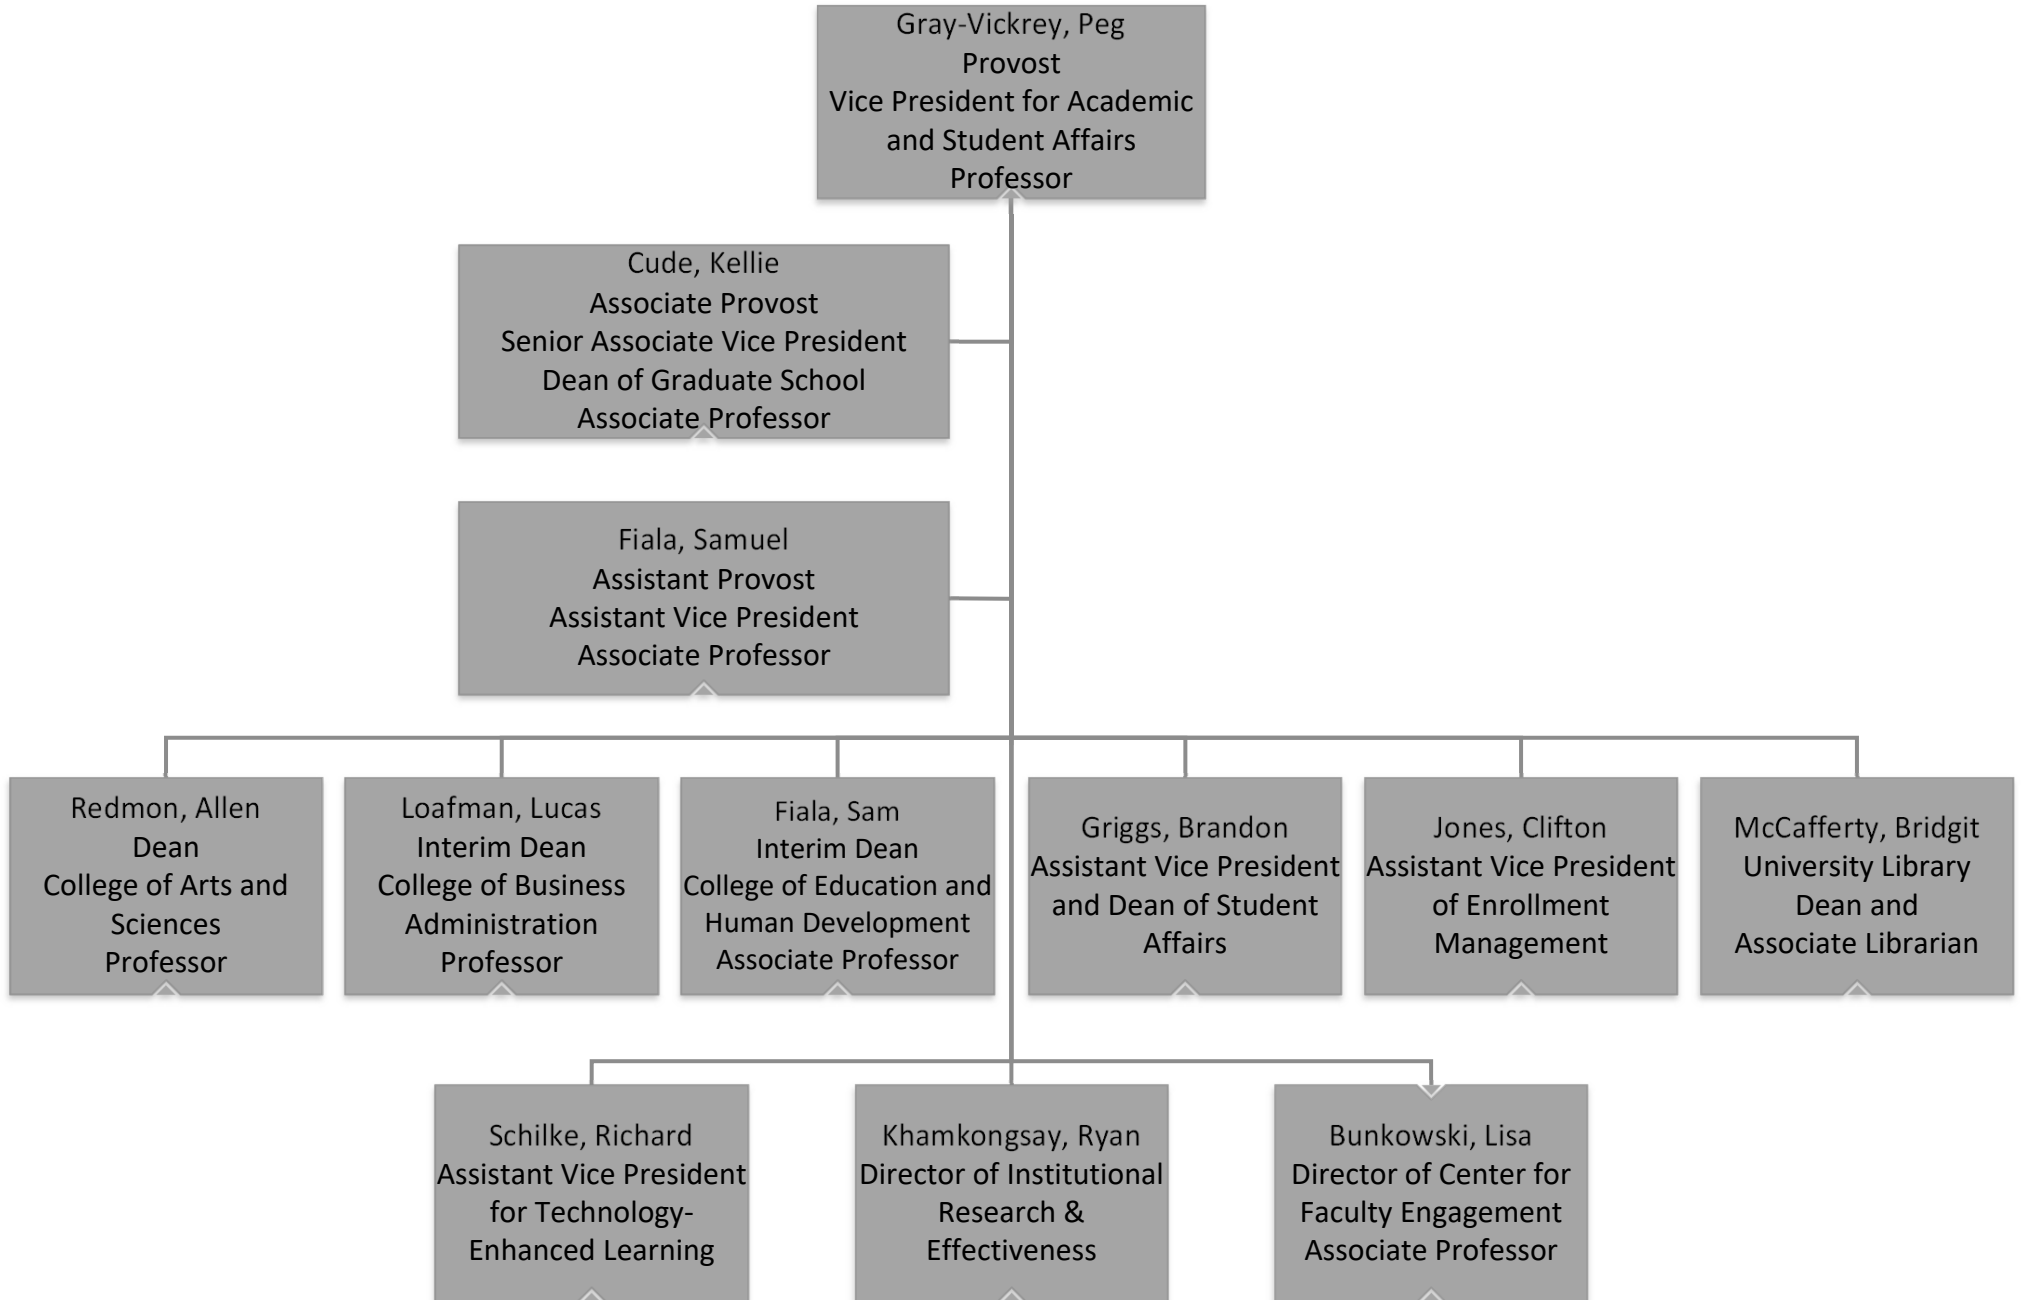 Gray-Vickrey, Peg
Provost
Vice President for Academic
and Student Affairs
Professor
Cude, Kellie
Associate Provost
Senior Associate Vice President
Dean of Graduate School
Associate Professor
Fiala, Samuel
Assistant Provost
Assistant Vice President
Associate Professor
Redmon, Allen
Dean
College of Arts and
Sciences
Professor
Loafman, Lucas
Interim Dean
College of Business
Administration
Professor
Fiala, Sam
Interim Dean
College of Education and
Human Development
Associate Professor
Griggs, Brandon
Assistant Vice President
and Dean of Student
Affairs
Jones, Clifton
Assistant Vice President
of Enrollment
Management
McCafferty, Bridgit
University Library
Dean and
Associate Librarian
Schilke, Richard
Assistant Vice President
for Technology-
Enhanced Learning
Khamkongsay, Ryan
Director of Institutional
Research &
Effectiveness
Bunkowski, Lisa
Director of Center for
Faculty Engagement
Associate Professor